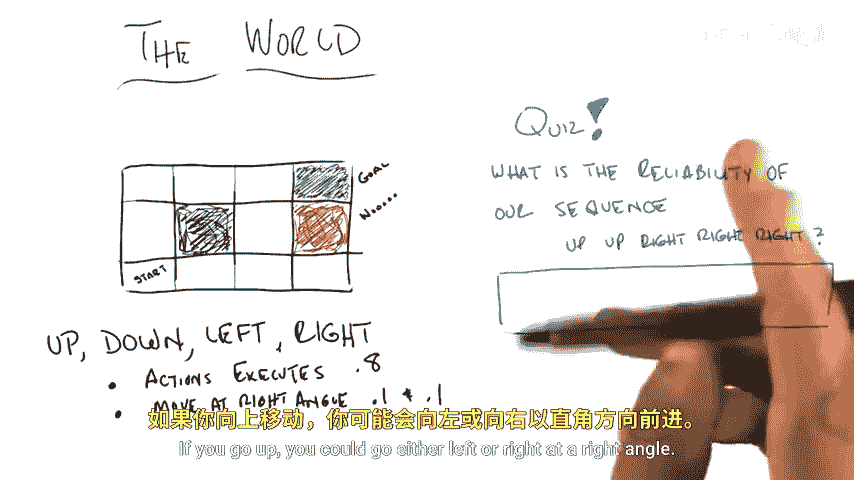 THE WORLD
QUIZ!
WHAT IS THE RELIABILITY OF
OUR SEQUENCE
UP UP RIGHT RIGHT RIGHT?
GOAL
NOOOOO....
START
UP, DOWN, LEFT, RIGHT
• ACTIONS EXECUTES .8
• MOVE AT RIGHT ANGLE .1 & .1
如果你向上移动，你可能会向左或向右以直角方向前进。
If you go up, you could go either left or right at a right angle.